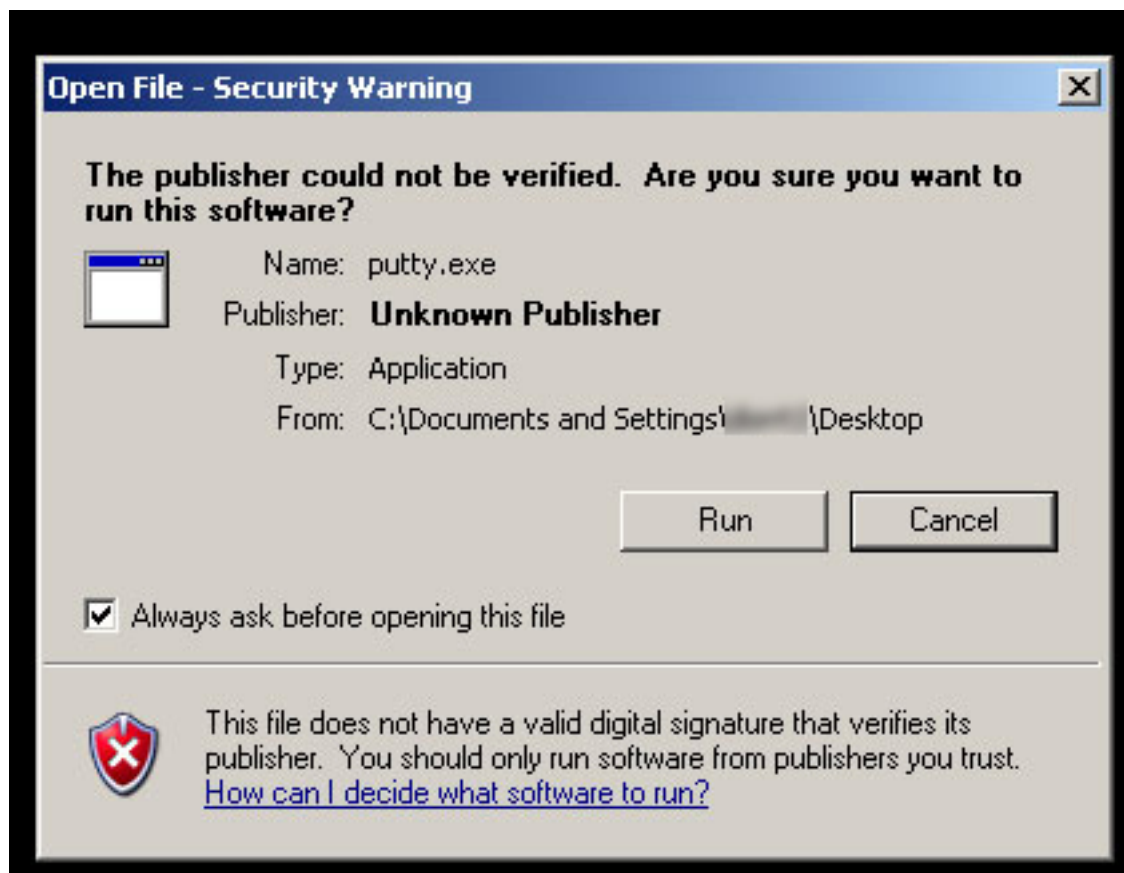 Open File - Security Warning
The publisher could not be verified. Are you sure you want to
run this software?
Name: putty.exe
Publisher: Unknown Publisher
Type: Application
From: C:\Documents and Settings\ \Desktop
Run Cancel
Always ask before opening this file
This file does not have a valid digital signature that verifies its
publisher. You should only run software from publishers you trust.
How can I decide what software to run?